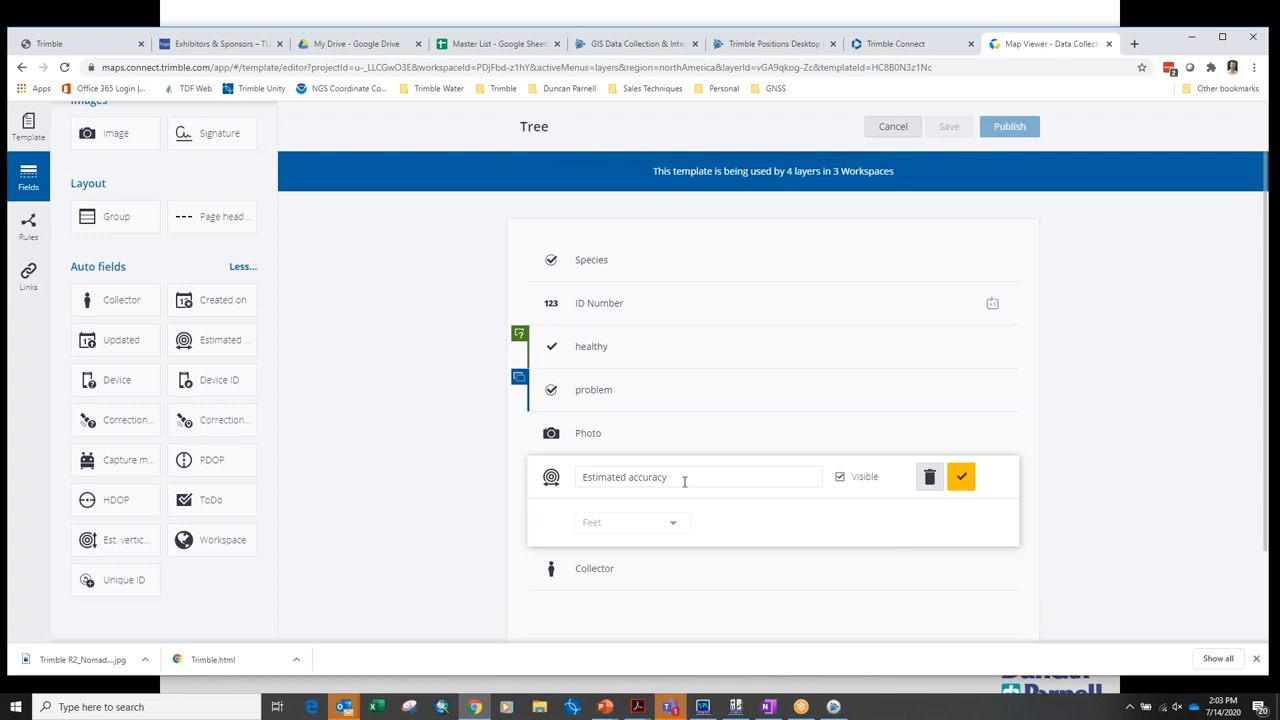 Trimble
Exhibitors & Sponsors – TU
My Drive - Google Drive
Master List - Google Sheet
GIS Data Collection & Inte
Trimble Positions Desktop
Trimble Connect
Map Viewer - Data Collect
maps.connect.trimble.com/app/#/template/editor?projectId=u-_LLCGwO3E&workspaceId=PDjFbd-z1hY&activeMenus=layers&region=northAmerica&layerId=vGA9qkog-Zc&templateId=HC8B0N3z1Nc
2
Apps
Office 365 Login |...
TDF Web
Trimble Unity
NGS Coordinate Co...
Trimble Water
Trimble
Duncan Parnell
Sales Techniques
Personal
GNSS
Other bookmarks
Template
Fields
Rules
Links
Images
Image
Signature
Layout
Group
Page head...
Auto fields
Less...
Collector
Created on
Updated
Estimated ...
Device
Device ID
Correction...
Correction...
Capture m...
PDOP
HDOP
ToDo
Est. vertic...
Workspace
Unique ID
Tree
Cancel
Save
Publish
This template is being used by 4 layers in 3 Workspaces
Species
123
ID Number
healthy
problem
Photo
Estimated accuracy
Visible
Feet
Collector
Trimble R2_Nomad....jpg
Trimble.html
Show all
Duncan
Parnell
Type here to search
2:03 PM
7/14/2020
20